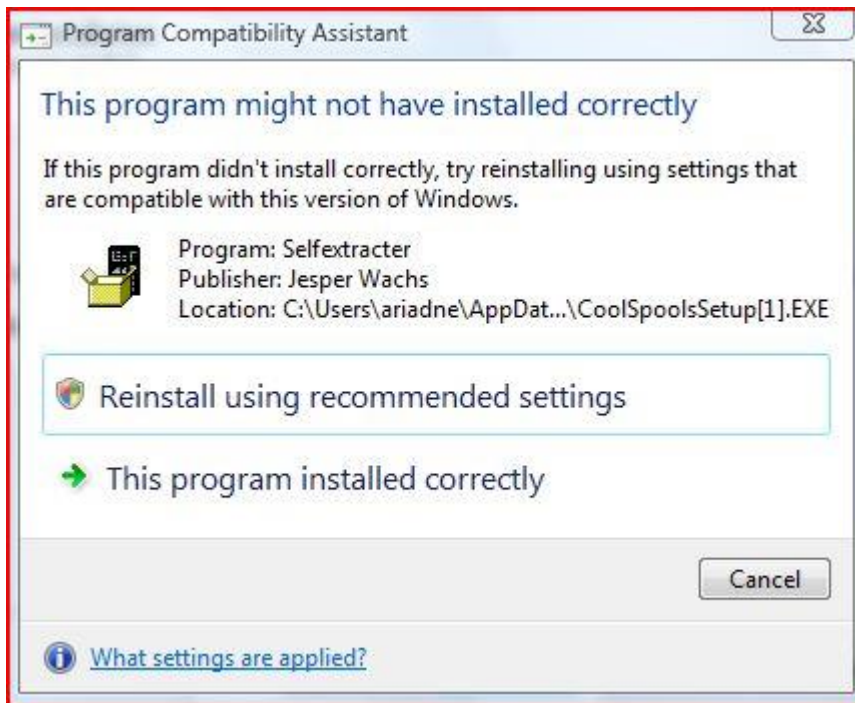 Program Compatibility Assistant
This program might not have installed correctly
If this program didn't install correctly, try reinstalling using settings that
are compatible with this version of Windows.
Program: Selfextracter
Publisher: Jesper Wachs
Location: C:\Users\ariadne\AppDat...\CoolSpoolsSetup[1].EXE
Reinstall using recommended settings
This program installed correctly
Cancel
What settings are applied?